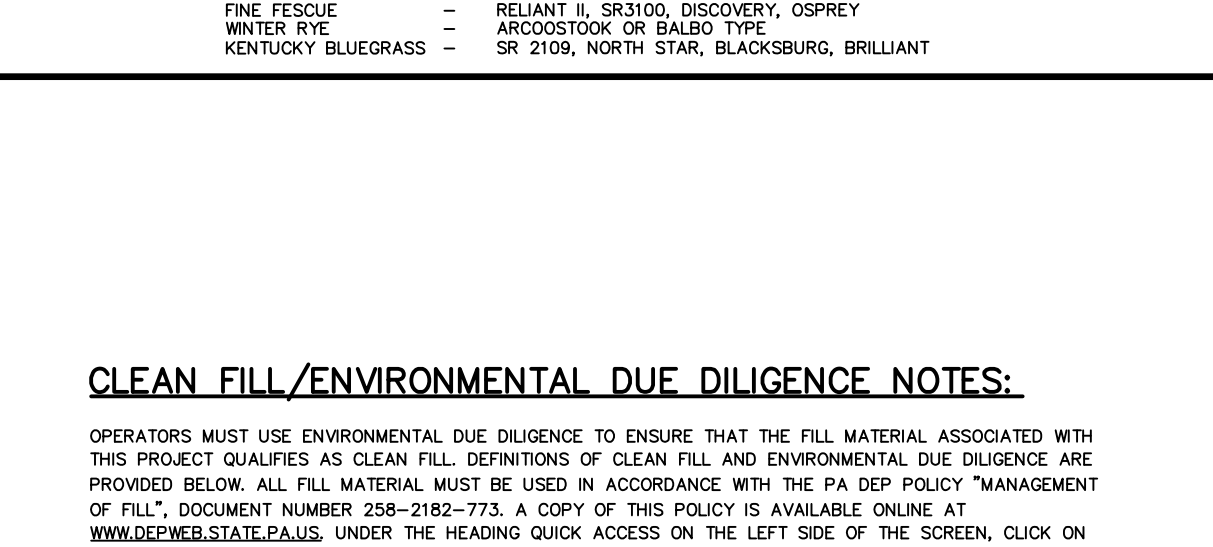 FINE FESCUE – RELIANT II, SR3100, DISCOVERY, OSPREY
WINTER RYE – ARCOOSTOOK OR BALBO TYPE
KENTUCKY BLUEGRASS – SR 2109, NORTH STAR, BLACKSBURG, BRILLIANT
CLEAN FILL/ENVIRONMENTAL DUE DILIGENCE NOTES:
OPERATORS MUST USE ENVIRONMENTAL DUE DILIGENCE TO ENSURE THAT THE FILL MATERIAL ASSOCIATED WITH
THIS PROJECT QUALIFIES AS CLEAN FILL. DEFINITIONS OF CLEAN FILL AND ENVIRONMENTAL DUE DILIGENCE ARE
PROVIDED BELOW. ALL FILL MATERIAL MUST BE USED IN ACCORDANCE WITH THE PA DEP POLICY "MANAGEMENT
OF FILL", DOCUMENT NUMBER 258–2182–773. A COPY OF THIS POLICY IS AVAILABLE ONLINE AT
WWW.DEPWEB.STATE.PA.US. UNDER THE HEADING QUICK ACCESS ON THE LEFT SIDE OF THE SCREEN, CLICK ON